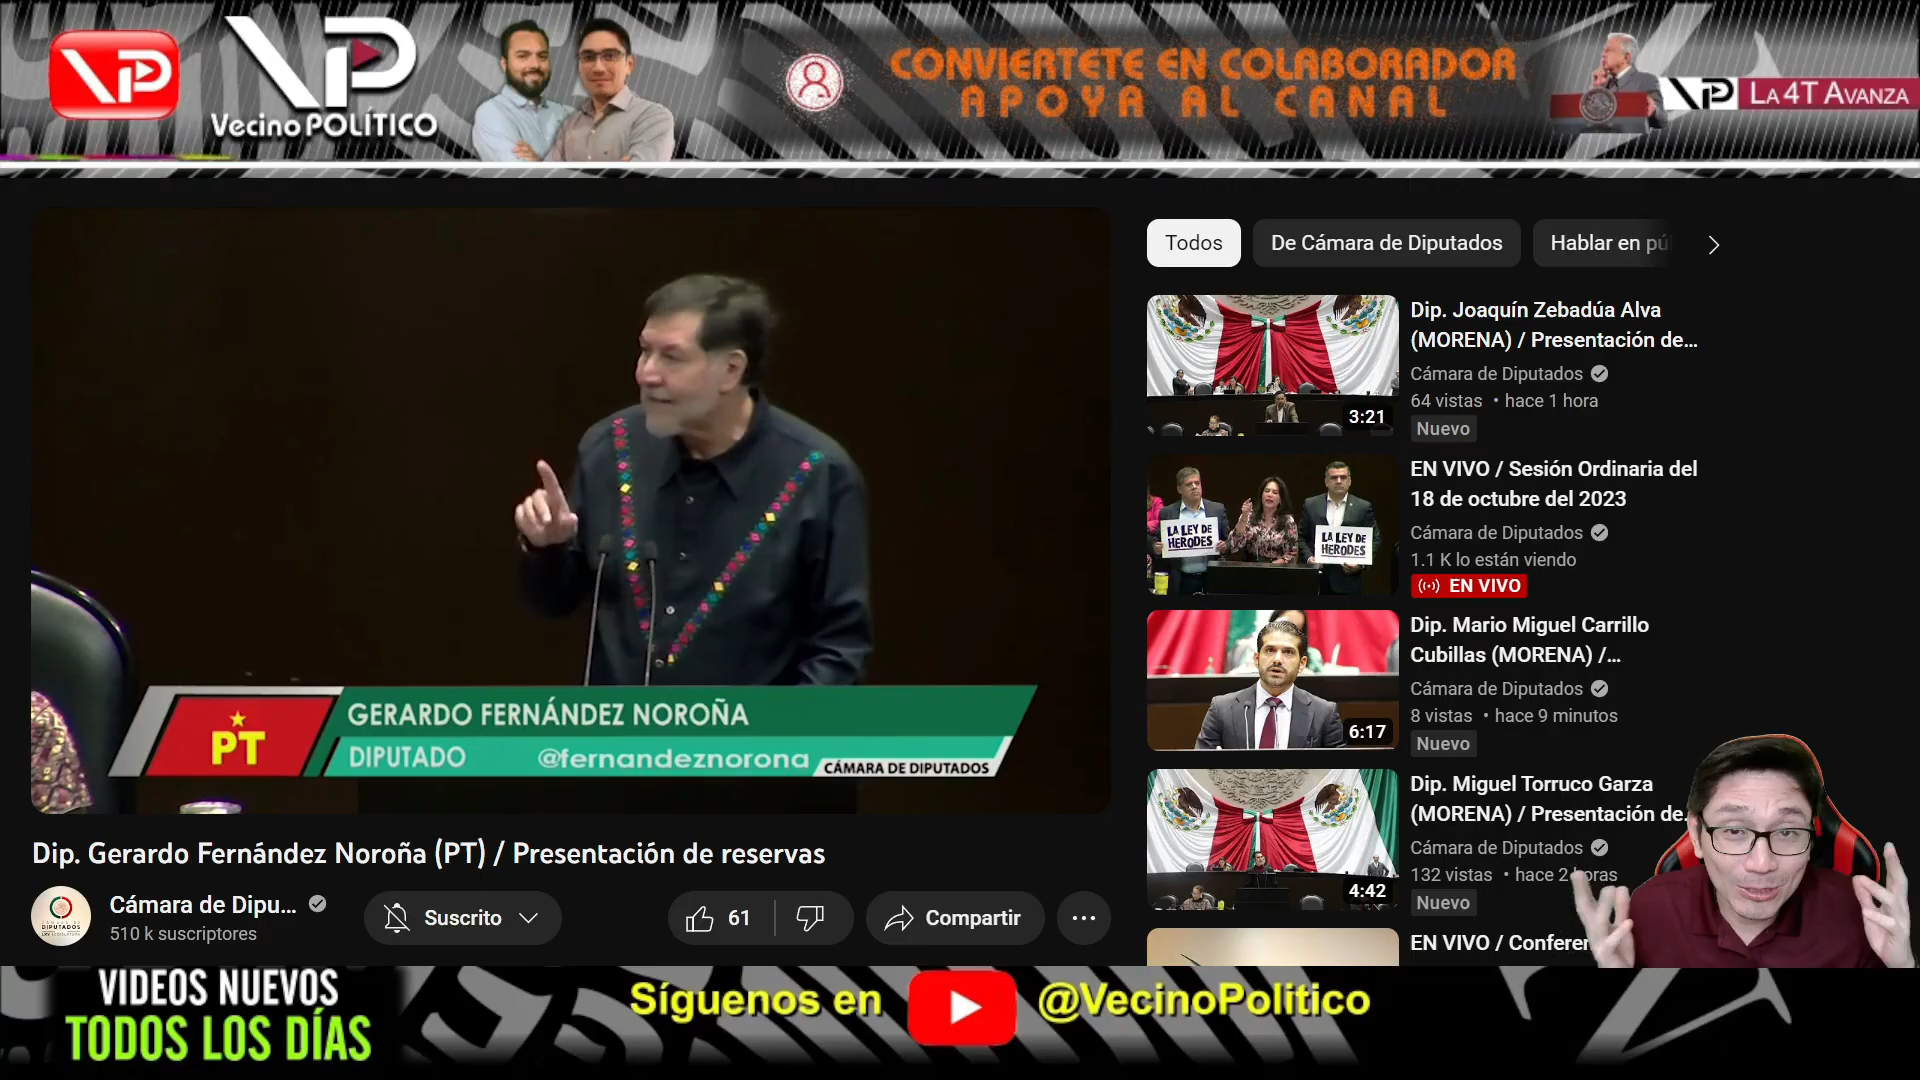 VP
VP
Vecino POLÍTICO
CONVIERTETE EN COLABORADOR
APOYA AL CANAL
VP LA 4T AVANZA
PT
GERARDO FERNÁNDEZ NOROÑA
DIPUTADO @fernandeznorona
CÁMARA DE DIPUTADOS
Dip. Gerardo Fernández Noroña (PT) / Presentación de reservas
Cámara de Dipu...
510 k suscriptores
Suscrito
61
Compartir
Todos
De Cámara de Diputados
Hablar en pú
Dip. Joaquín Zebadúa Alva
(MORENA) / Presentación de...
Cámara de Diputados
64 vistas • hace 1 hora
Nuevo
3:21
LA LEY DE
HERODES
LA LEY DE
HERODES
EN VIVO / Sesión Ordinaria del
18 de octubre del 2023
Cámara de Diputados
1.1 K lo están viendo
EN VIVO
Dip. Mario Miguel Carrillo
Cubillas (MORENA) /...
Cámara de Diputados
8 vistas • hace 9 minutos
Nuevo
6:17
Dip. Miguel Torruco Garza
(MORENA) / Presentación de
Cámara de Diputados
132 vistas • hace 2 horas
Nuevo
4:42
EN VIVO / Conferen
VIDEOS NUEVOS
TODOS LOS DÍAS
Síguenos en @VecinoPolitico